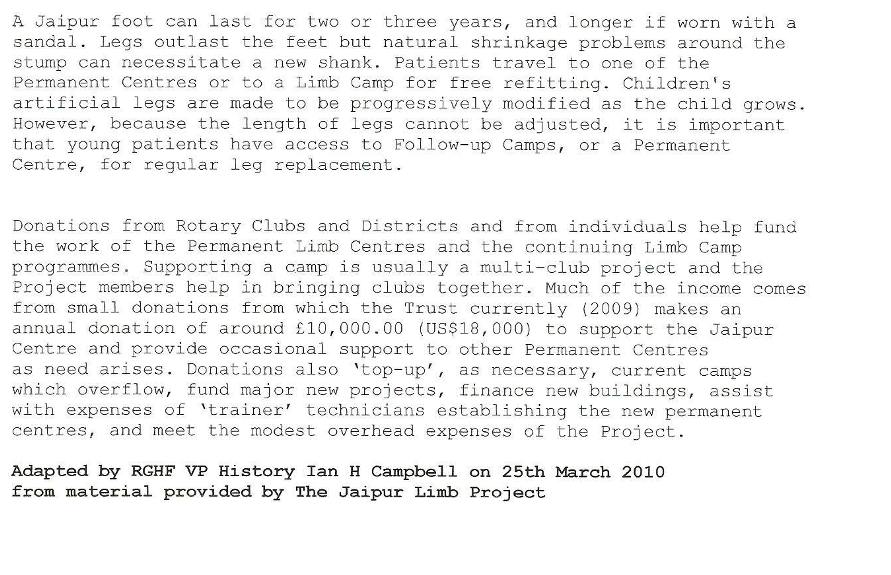 A Jaipur foot can last for two or three years, and longer if worn with a
sandal. Legs outlast the feet but natural shrinkage problems around the
stump can necessitate a new shank. Patients travel to one of the
Permanent Centres or to a Limb Camp for free refitting. Children's
artificial legs are made to be progressively modified as the child grows.
However, because the length of legs cannot be adjusted, it is important
that young patients have access to Follow-up Camps, or a Permanent
Centre, for regular leg replacement.
Donations from Rotary Clubs and Districts and from individuals help fund
the work of the Permanent Limb Centres and the continuing Limb Camp
programmes. Supporting a camp is usually a multi-club project and the
Project members help in bringing clubs together. Much of the income comes
from small donations from which the Trust currently (2009) makes an
annual donation of around £10,000.00 (US$18,000) to support the Jaipur
Centre and provide occasional support to other Permanent Centres
as need arises. Donations also ‛top-up’, as necessary, current camps
which overflow, fund major new projects, finance new buildings, assist
with expenses of ‛trainer’ technicians establishing the new permanent
centres, and meet the modest overhead expenses of the Project.
Adapted by RGHF VP History Ian H Campbell on 25th March 2010
from material provided by The Jaipur Limb Project